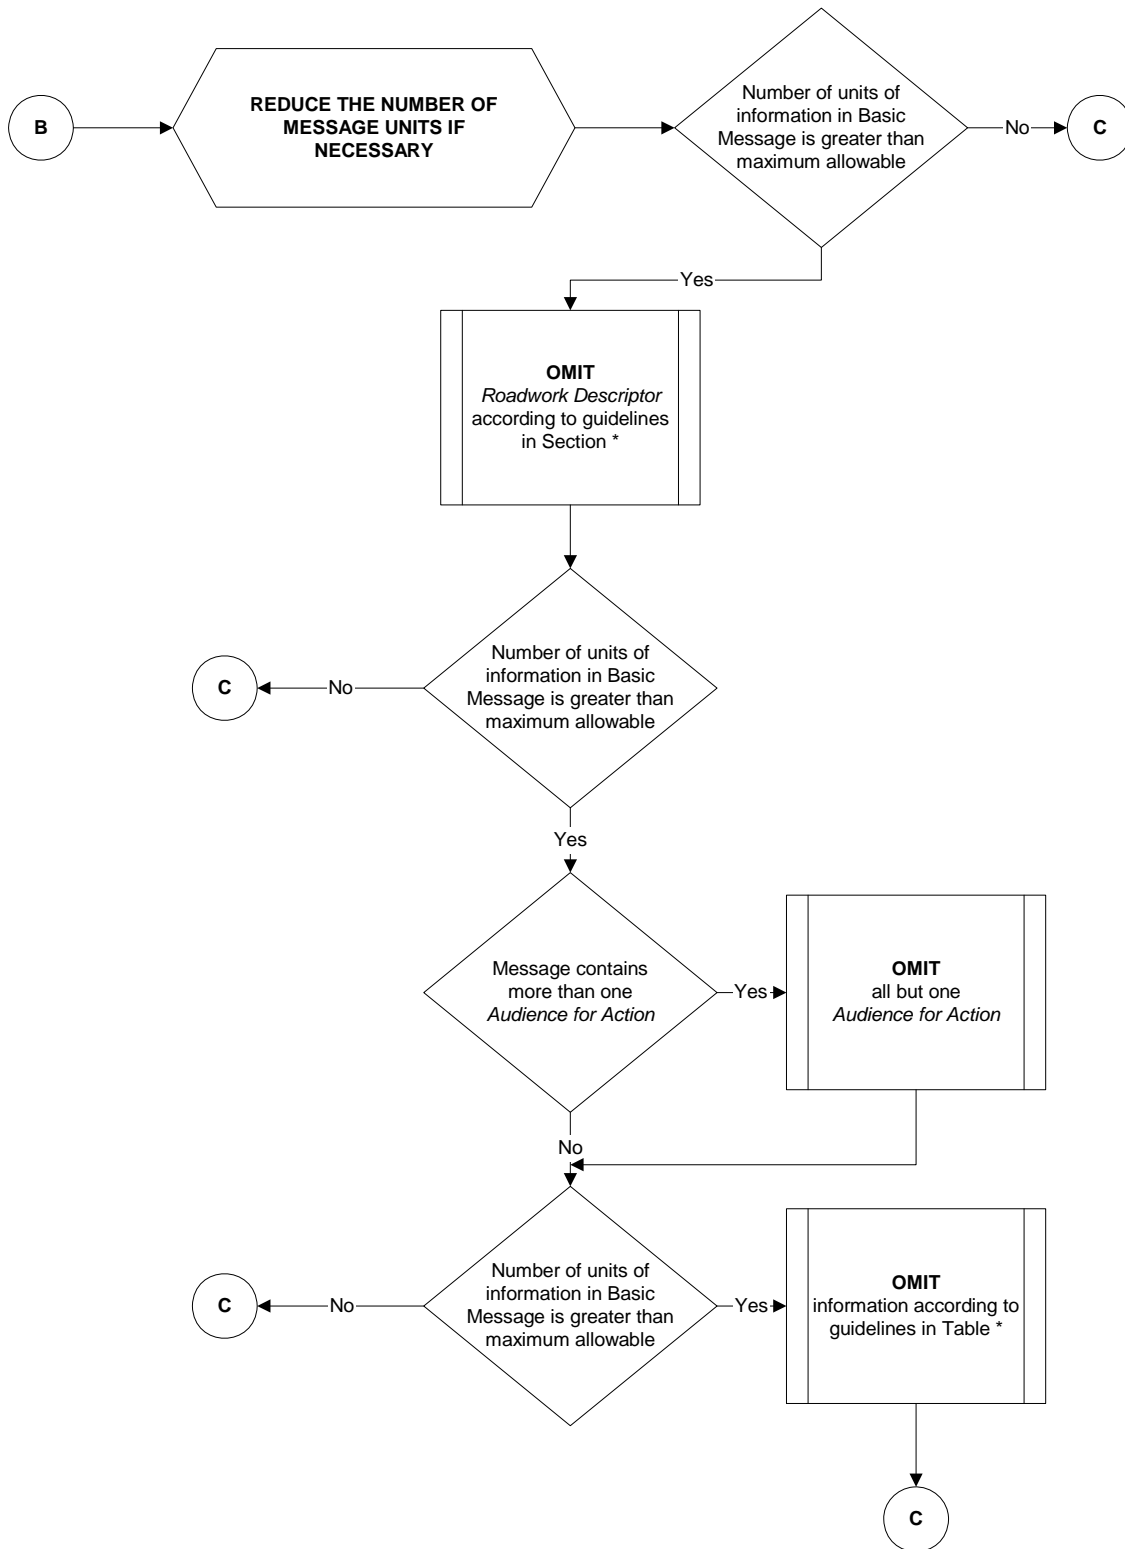 B
REDUCE THE NUMBER OF
MESSAGE UNITS IF
NECESSARY
Number of units of
information in Basic
Message is greater than
maximum allowable
No
C
Yes
OMIT
Roadwork Descriptor
according to guidelines
in Section *
Number of units of
information in Basic
Message is greater than
maximum allowable
No
C
Yes
Message contains
more than one
Audience for Action
Yes
OMIT
all but one
Audience for Action
No
Number of units of
information in Basic
Message is greater than
maximum allowable
No
C
Yes
OMIT
information according to
guidelines in Table *
C